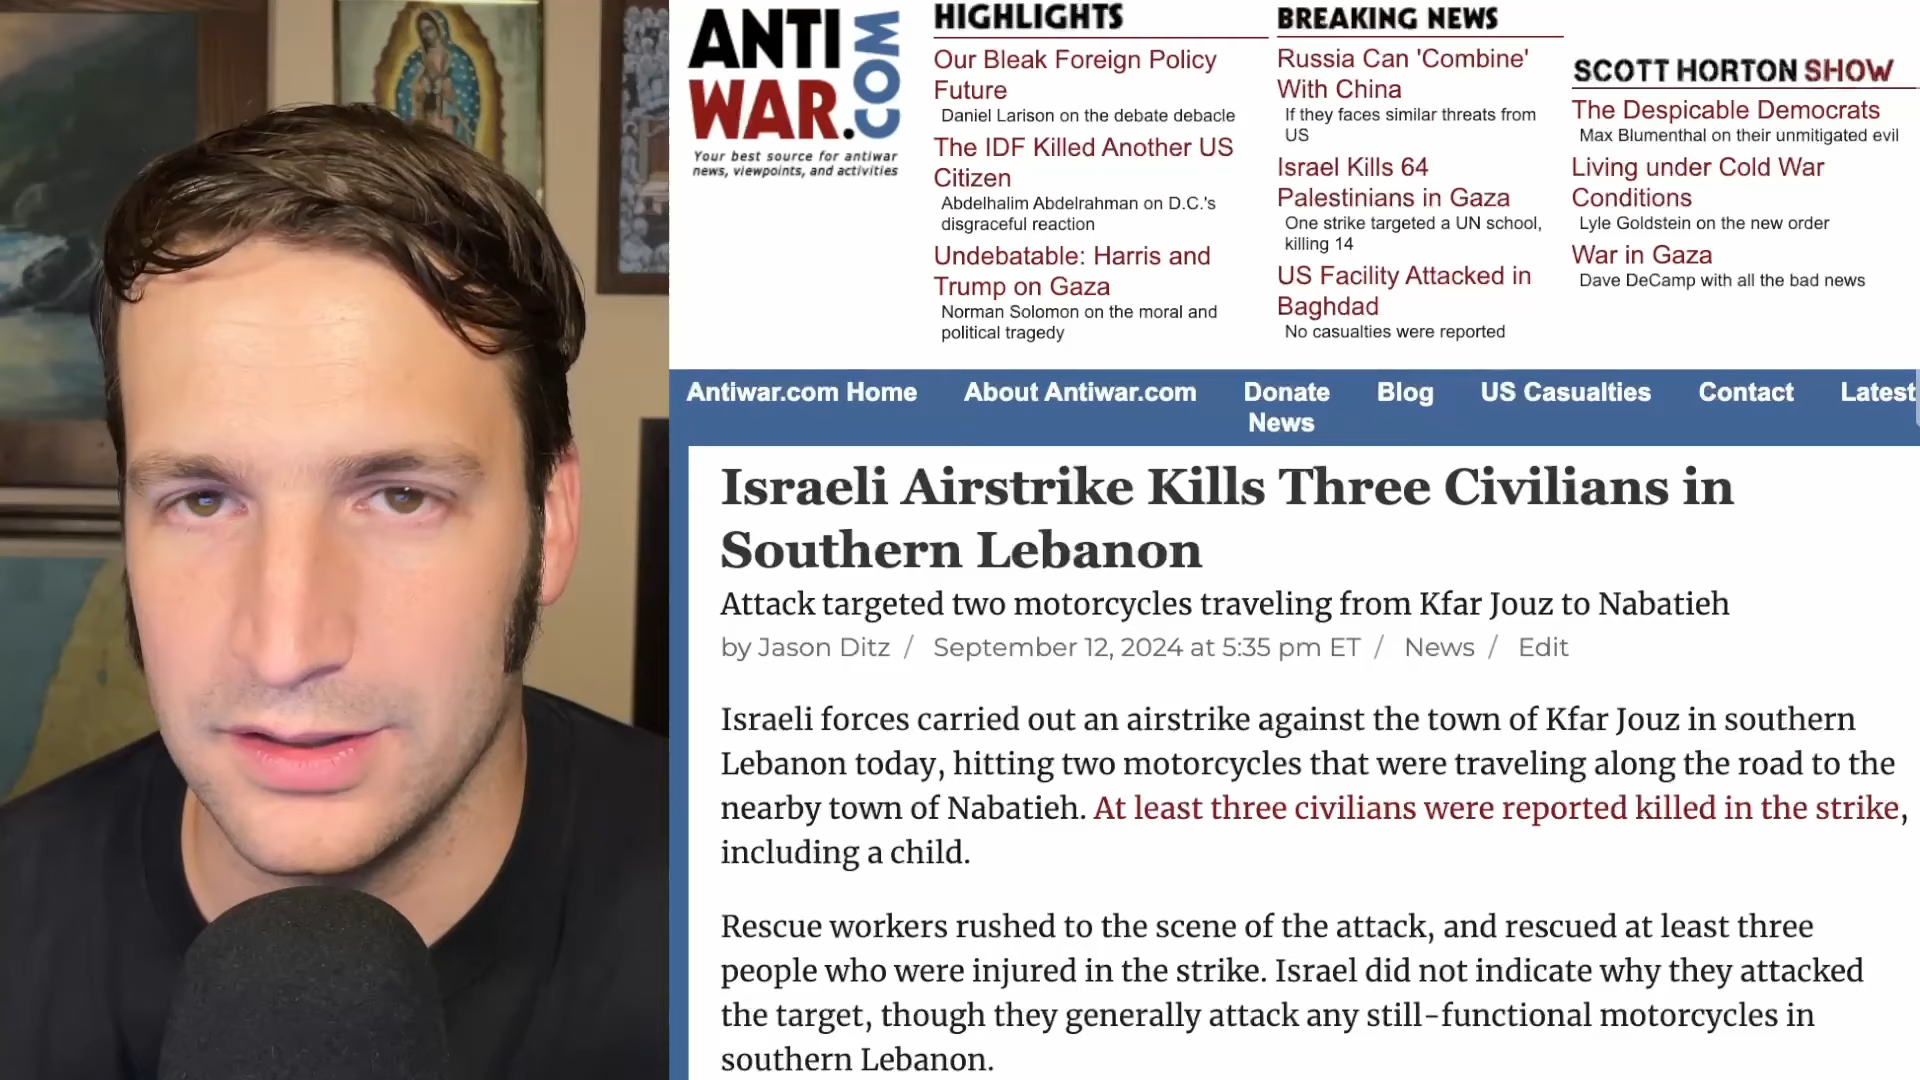 ANTI
WAR.COM
Your best source for antiwar
news, viewpoints, and activities
HIGHLIGHTS
Our Bleak Foreign Policy
Future
Daniel Larison on the debate debacle
The IDF Killed Another US
Citizen
Abdelhalim Abdelrahman on D.C.'s
disgraceful reaction
Undebatable: Harris and
Trump on Gaza
Norman Solomon on the moral and
political tragedy
BREAKING NEWS
Russia Can 'Combine'
With China
If they faces similar threats from
US
Israel Kills 64
Palestinians in Gaza
One strike targeted a UN school,
killing 14
US Facility Attacked in
Baghdad
No casualties were reported
SCOTT HORTON SHOW
The Despicable Democrats
Max Blumenthal on their unmitigated evil
Living under Cold War
Conditions
Lyle Goldstein on the new order
War in Gaza
Dave DeCamp with all the bad news
Antiwar.com Home About Antiwar.com Donate Blog US Casualties Contact Latest
News
Israeli Airstrike Kills Three Civilians in
Southern Lebanon
Attack targeted two motorcycles traveling from Kfar Jouz to Nabatieh
by Jason Ditz / September 12, 2024 at 5:35 pm ET / News / Edit
Israeli forces carried out an airstrike against the town of Kfar Jouz in southern
Lebanon today, hitting two motorcycles that were traveling along the road to the
nearby town of Nabatieh. At least three civilians were reported killed in the strike,
including a child.
Rescue workers rushed to the scene of the attack, and rescued at least three
people who were injured in the strike. Israel did not indicate why they attacked
the target, though they generally attack any still-functional motorcycles in
southern Lebanon.